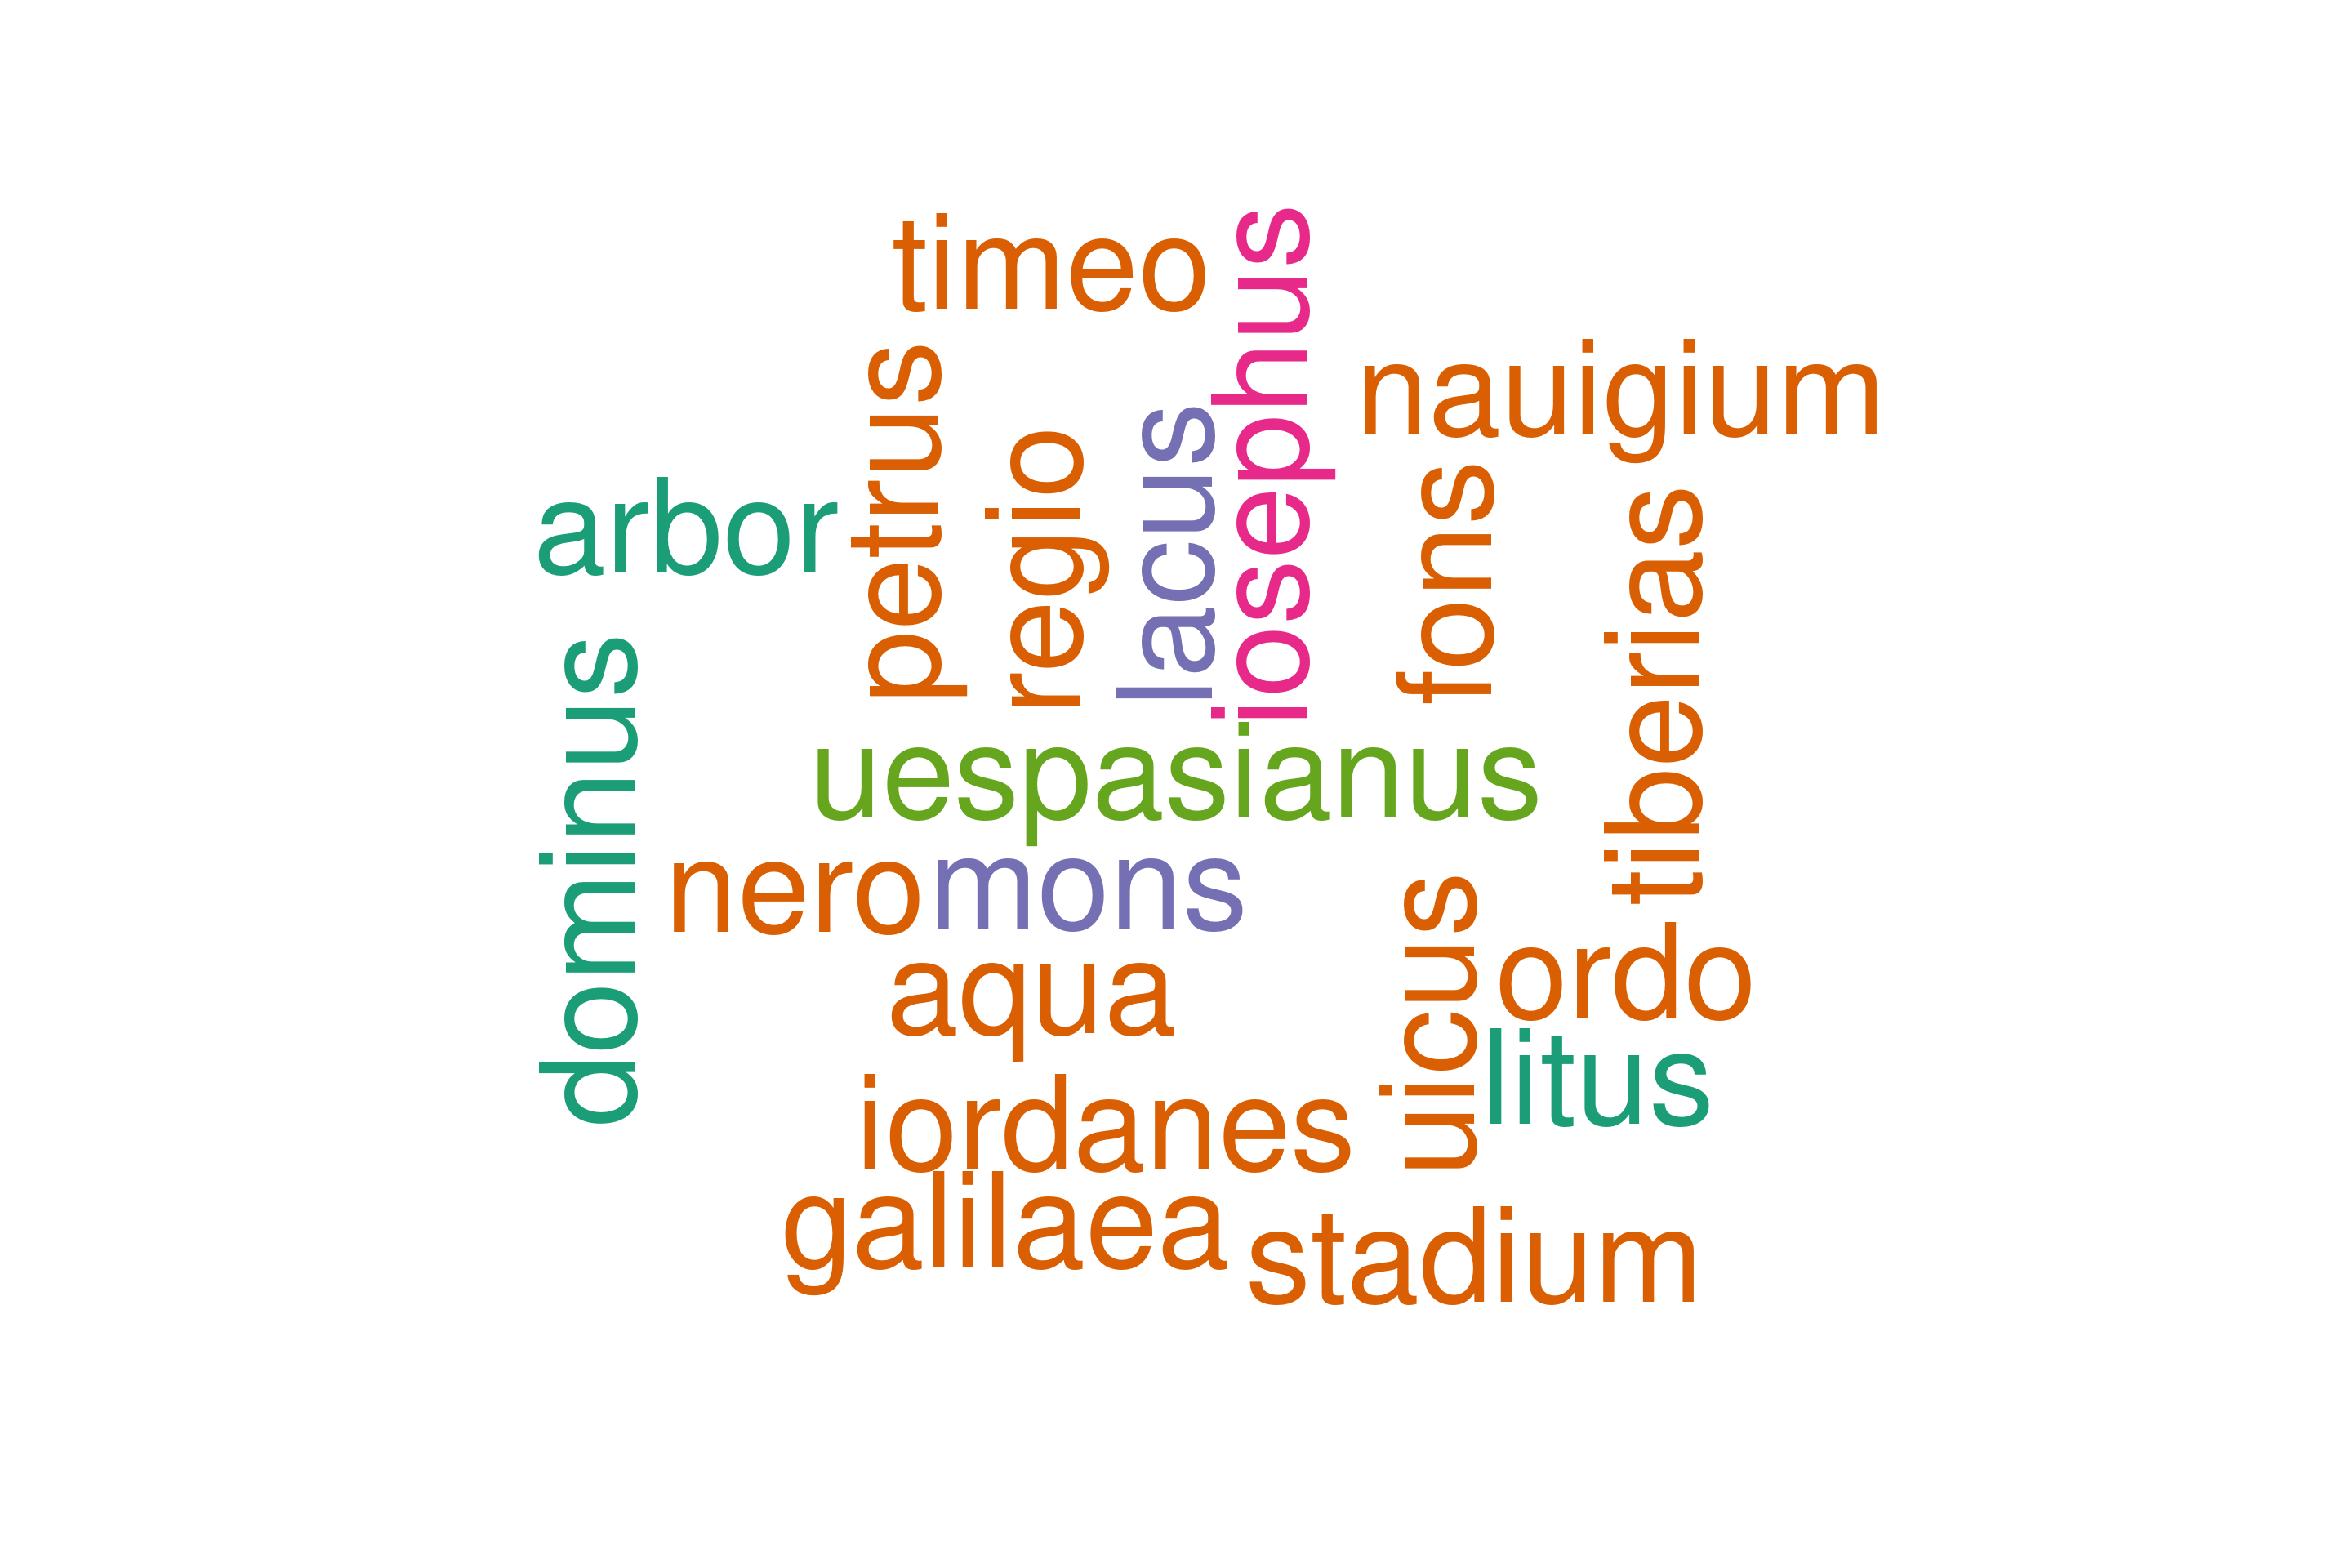 timeo
iosephus
nauigium
petrus
regio
lacus
fons
arbor
tiberias
dominus
uespasianus
nero
mons
uicus
ordo
aqua
litus
iordanes
galilaea
stadium